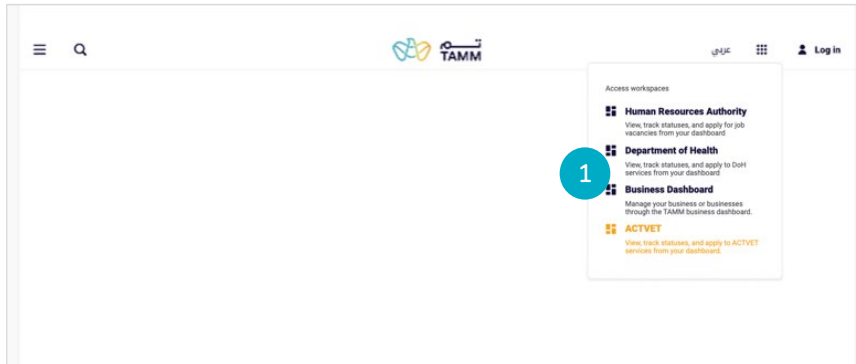 تـــم
TAMM
عربي
Log in
Access workspaces
Human Resources Authority
View, track statuses, and apply for job
vacancies from your dashboard
Department of Health
View, track statuses, and apply to DoH
services from your dashboard
1
Business Dashboard
Manage your business or businesses
through the TAMM business dashboard.
ACTVET
View, track statuses, and apply to ACTVET
services from your dashboard.